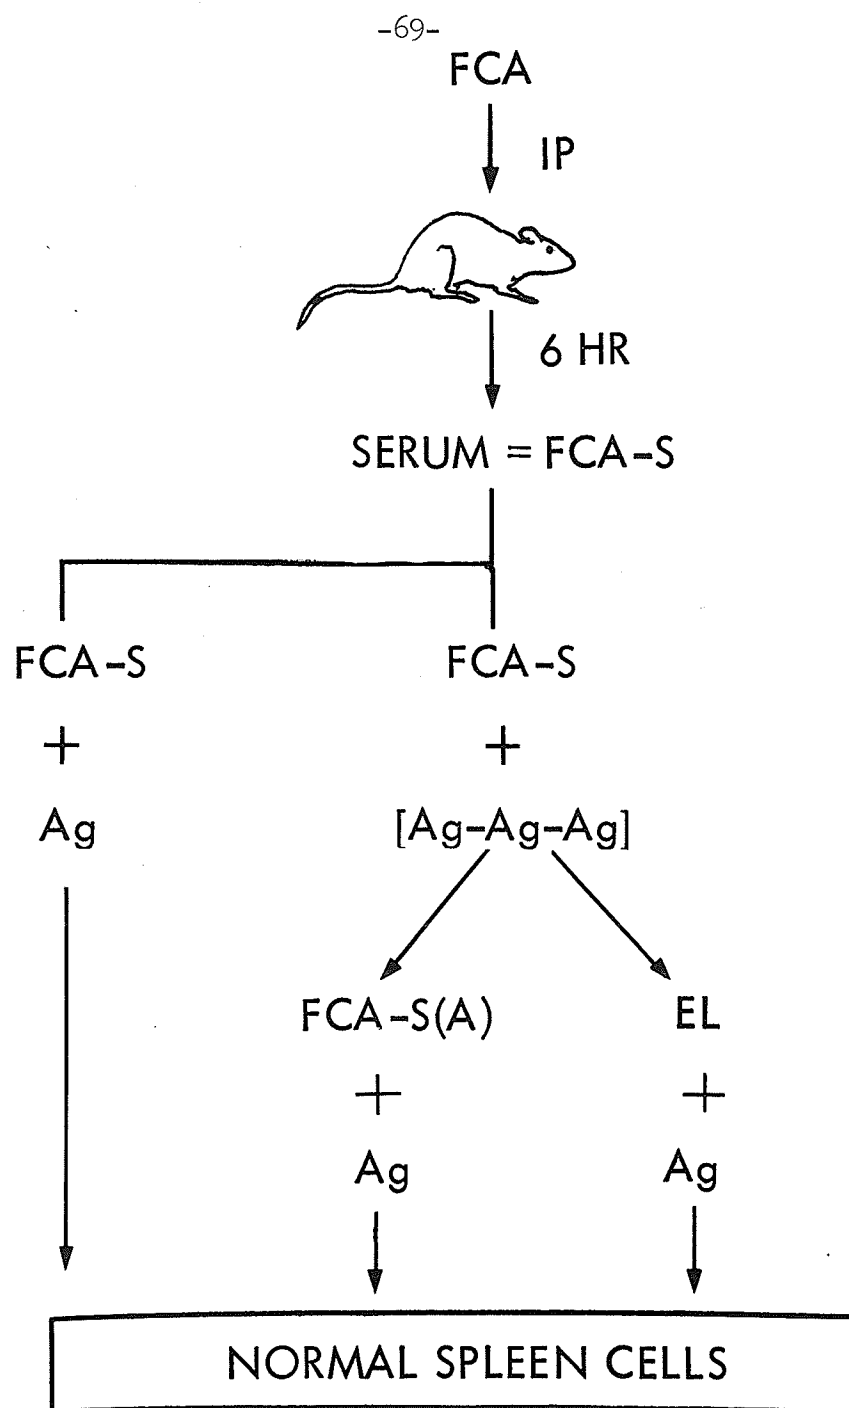 -69-
FCA
IP
6 HR
SERUM = FCA-S
FCA-S FCA-S
+ +
Ag [Ag-Ag-Ag]
FCA-S(A) EL
+ +
Ag Ag
NORMAL SPLEEN CELLS